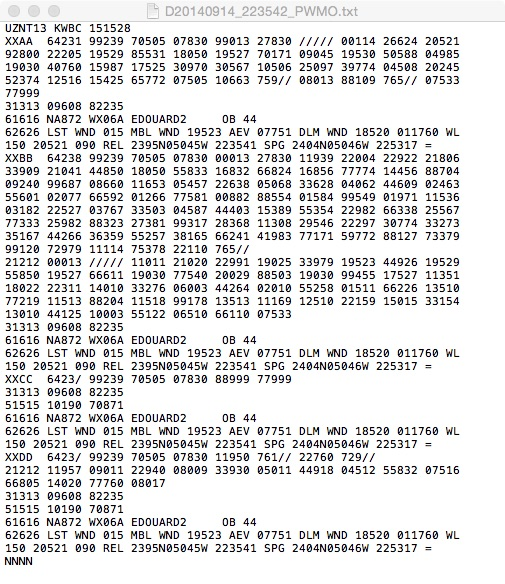 D20140914_223542_PWMO.txt
UZNT13 KWBC 151528
XXAA  64231 99239 70505 07830 99013 27830 ///// 00114 26624 20521
92800 22205 19529 85531 18050 19527 70171 09045 19530 50588 04985
19030 40760 15987 17525 30970 30567 10506 25097 39774 04508 20245
52374 12516 15425 65772 07505 10663 759// 08013 88109 765// 07533
77999
31313 09608 82235
61616 NA872 WX06A EDOUARD2     OB 44
62626 LST WND 015 MBL WND 19523 AEV 07751 DLM WND 18520 011760 WL
150 20521 090 REL 2395N05045W 223541 SPG 2404N05046W 225317 =
XXBB  64238 99239 70505 07830 00013 27830 11939 22004 22922 21806
33909 21041 44850 18050 55833 16832 66824 16856 77774 14456 88704
09240 99687 08660 11653 05457 22638 05068 33628 04062 44609 02463
55601 02077 66592 01266 77581 00882 88554 01584 99549 01971 11536
03182 22527 03767 33503 04587 44403 15389 55354 22982 66338 25567
77333 25982 88323 27381 99317 28368 11308 29546 22297 30774 33273
35167 44266 36359 55257 38165 66241 41983 77171 59772 88127 73379
99120 72979 11114 75378 22110 765//
21212 00013 ///// 11011 21020 22991 19025 33979 19523 44926 19529
55850 19527 66611 19030 77540 20029 88503 19030 99455 17527 11351
18022 22311 14010 33276 06003 44264 02010 55258 01511 66226 13510
77219 11513 88204 11518 99178 13513 11169 12510 22159 15015 33154
13010 44125 10003 55122 06510 66110 07533
31313 09608 82235
61616 NA872 WX06A EDOUARD2     OB 44
62626 LST WND 015 MBL WND 19523 AEV 07751 DLM WND 18520 011760 WL
150 20521 090 REL 2395N05045W 223541 SPG 2404N05046W 225317 =
XXCC  6423/ 99239 70505 07830 88999 77999
31313 09608 82235
51515 10190 70871
61616 NA872 WX06A EDOUARD2     OB 44
62626 LST WND 015 MBL WND 19523 AEV 07751 DLM WND 18520 011760 WL
150 20521 090 REL 2395N05045W 223541 SPG 2404N05046W 225317 =
XXDD  6423/ 99239 70505 07830 11950 761// 22760 729//
21212 11957 09011 22940 08009 33930 05011 44918 04512 55832 07516
66805 14020 77760 08017
31313 09608 82235
51515 10190 70871
61616 NA872 WX06A EDOUARD2     OB 44
62626 LST WND 015 MBL WND 19523 AEV 07751 DLM WND 18520 011760 WL
150 20521 090 REL 2395N05045W 223541 SPG 2404N05046W 225317 =
NNNN